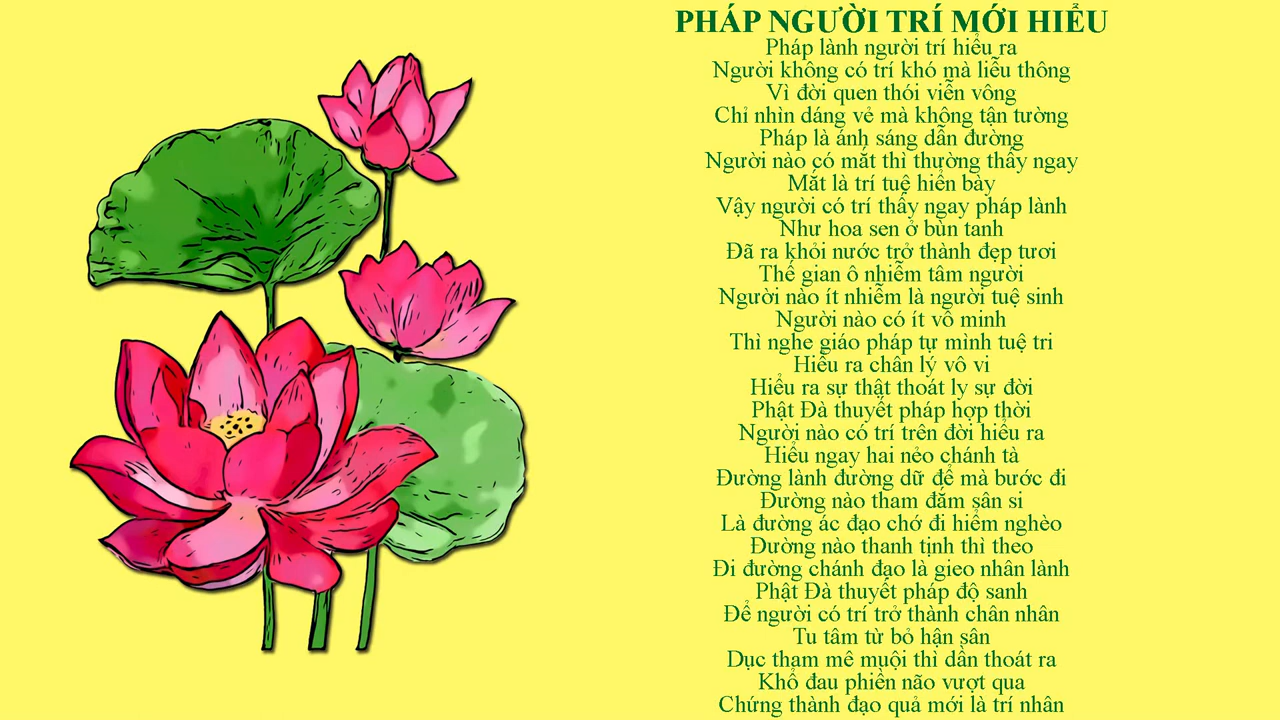 PHÁP NGƯỜI TRÍ MỚI HIỂU
Pháp lành người trí hiểu ra
Người không có trí khó mà liễu thông
Vì đời quen thói viễn vông
Chỉ nhìn dáng vẻ mà không tận tường
Pháp là ánh sáng dẫn đường
Người nào có mắt thì thường thấy ngay
Mắt là trí tuệ hiển bày
Vậy người có trí thấy ngay pháp lành
Như hoa sen ở bùn tanh
Đã ra khỏi nước trở thành đẹp tươi
Thế gian ô nhiễm tâm người
Người nào ít nhiễm là người tuệ sinh
Người nào có ít vô minh
Thì nghe giáo pháp tự mình tuệ tri
Hiểu ra chân lý vô vi
Hiểu ra sự thật thoát ly sự đời
Phật Đà thuyết pháp hợp thời
Người nào có trí trên đời hiểu ra
Hiểu ngay hai nẻo chánh tà
Đường lành đường dữ để mà bước đi
Đường nào tham đắm sân si
Là đường ác đạo chớ đi hiểm nghèo
Đường nào thanh tịnh thì theo
Đi đường chánh đạo là gieo nhân lành
Phật Đà thuyết pháp độ sanh
Để người có trí trở thành chân nhân
Tu tâm từ bỏ hận sân
Dục tham mê muội thì dần thoát ra
Khổ đau phiền não vượt qua
Chứng thành đạo quả mới là trí nhân